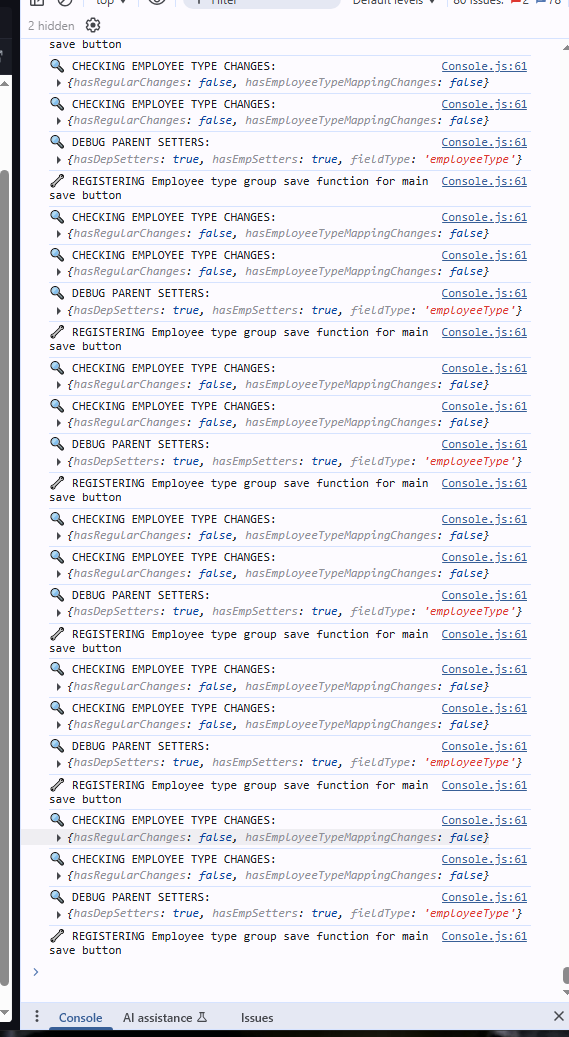 top
Filter
Default levels
80 Issues:
2
78
2 hidden
save button
CHECKING EMPLOYEE TYPE CHANGES: Console.js:61
{hasRegularChanges: false, hasEmployeeTypeMappingChanges: false}
CHECKING EMPLOYEE TYPE CHANGES: Console.js:61
{hasRegularChanges: false, hasEmployeeTypeMappingChanges: false}
DEBUG PARENT SETTERS: Console.js:61
{hasDepSetters: true, hasEmpSetters: true, fieldType: 'employeeType'}
REGISTERING Employee type group save function for main Console.js:61
save button
CHECKING EMPLOYEE TYPE CHANGES: Console.js:61
{hasRegularChanges: false, hasEmployeeTypeMappingChanges: false}
CHECKING EMPLOYEE TYPE CHANGES: Console.js:61
{hasRegularChanges: false, hasEmployeeTypeMappingChanges: false}
DEBUG PARENT SETTERS: Console.js:61
{hasDepSetters: true, hasEmpSetters: true, fieldType: 'employeeType'}
REGISTERING Employee type group save function for main Console.js:61
save button
CHECKING EMPLOYEE TYPE CHANGES: Console.js:61
{hasRegularChanges: false, hasEmployeeTypeMappingChanges: false}
CHECKING EMPLOYEE TYPE CHANGES: Console.js:61
{hasRegularChanges: false, hasEmployeeTypeMappingChanges: false}
DEBUG PARENT SETTERS: Console.js:61
{hasDepSetters: true, hasEmpSetters: true, fieldType: 'employeeType'}
REGISTERING Employee type group save function for main Console.js:61
save button
CHECKING EMPLOYEE TYPE CHANGES: Console.js:61
{hasRegularChanges: false, hasEmployeeTypeMappingChanges: false}
CHECKING EMPLOYEE TYPE CHANGES: Console.js:61
{hasRegularChanges: false, hasEmployeeTypeMappingChanges: false}
DEBUG PARENT SETTERS: Console.js:61
{hasDepSetters: true, hasEmpSetters: true, fieldType: 'employeeType'}
REGISTERING Employee type group save function for main Console.js:61
save button
CHECKING EMPLOYEE TYPE CHANGES: Console.js:61
{hasRegularChanges: false, hasEmployeeTypeMappingChanges: false}
CHECKING EMPLOYEE TYPE CHANGES: Console.js:61
{hasRegularChanges: false, hasEmployeeTypeMappingChanges: false}
DEBUG PARENT SETTERS: Console.js:61
{hasDepSetters: true, hasEmpSetters: true, fieldType: 'employeeType'}
REGISTERING Employee type group save function for main Console.js:61
save button
CHECKING EMPLOYEE TYPE CHANGES: Console.js:61
{hasRegularChanges: false, hasEmployeeTypeMappingChanges: false}
CHECKING EMPLOYEE TYPE CHANGES: Console.js:61
{hasRegularChanges: false, hasEmployeeTypeMappingChanges: false}
DEBUG PARENT SETTERS: Console.js:61
{hasDepSetters: true, hasEmpSetters: true, fieldType: 'employeeType'}
REGISTERING Employee type group save function for main Console.js:61
save button
Console AI assistance Issues